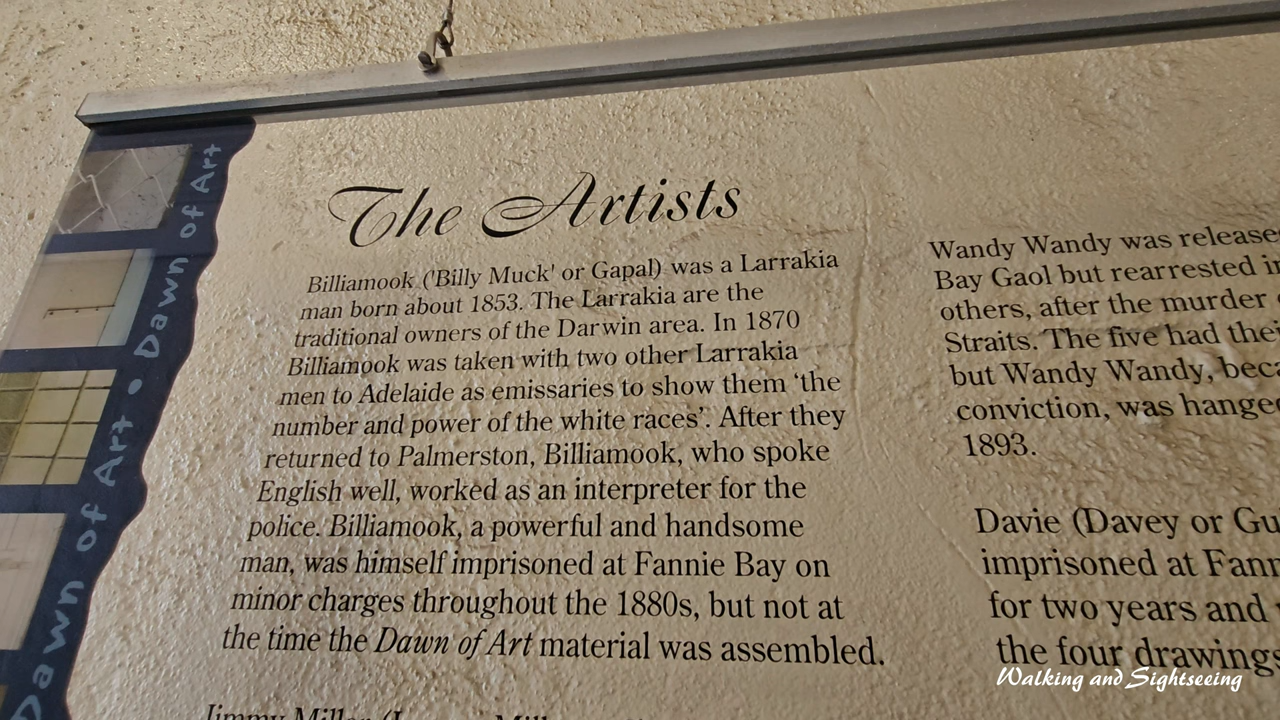 The Artists
Billiamook ('Billy Muck' or Gapal) was a Larrakia
man born about 1853. The Larrakia are the
traditional owners of the Darwin area. In 1870
Billiamook was taken with two other Larrakia
men to Adelaide as emissaries to show them 'the
number and power of the white races'. After they
returned to Palmerston, Billiamook, who spoke
English well, worked as an interpreter for the
police. Billiamook, a powerful and handsome
man, was himself imprisoned at Fannie Bay on
minor charges throughout the 1880s, but not at
the time the Dawn of Art material was assembled.
Jimmy
Wandy Wandy was release
Bay Gaol but rearrested in
others, after the murder
Straits. The five had thei
but Wandy Wandy, beca
conviction, was hanged
1893.
Davie (Davey or Gu
imprisoned at Fann
for two years and
the four drawings
Dawn of Art • Dawn of Art
Walking and Sightseeing